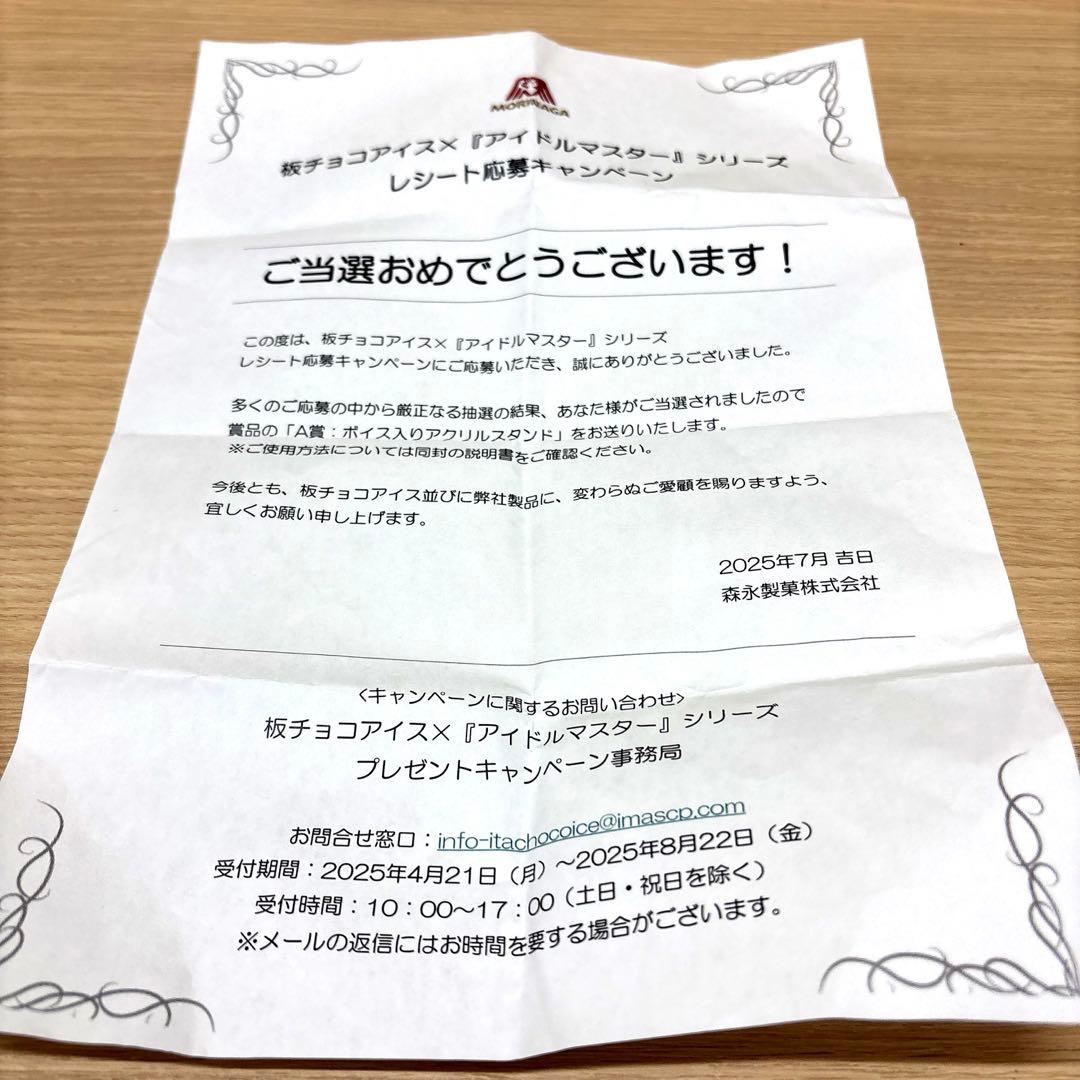 MORINAGA
板チョコアイス×『アイドルマスター』シリーズ
レシート応募キャンペーン
ご当選おめでとうございます！
この度は、板チョコアイス×『アイドルマスター』シリーズ
レシート応募キャンペーンにご応募いただき、誠にありがとうございました。
多くのご応募の中から厳正なる抽選の結果、あなた様がご当選されましたので
賞品の「A賞：ボイス入りアクリルスタンド」をお送りいたします。
※ご使用方法については同封の説明書をご確認ください。
今後とも、板チョコアイス並びに弊社製品に、変わらぬご愛顧を賜りますよう、
宜しくお願い申し上げます。
2025年7月 吉日
森永製菓株式会社
〈キャンペーンに関するお問い合わせ〉
板チョコアイス×『アイドルマスター』シリーズ
プレゼントキャンペーン事務局
お問合せ窓口：info-itachocoice@imascp.com
受付期間：2025年4月21日（月）～2025年8月22日（金）
受付時間：10：00～17：00（土日・祝日を除く）
※メールの返信にはお時間を要する場合がございます。